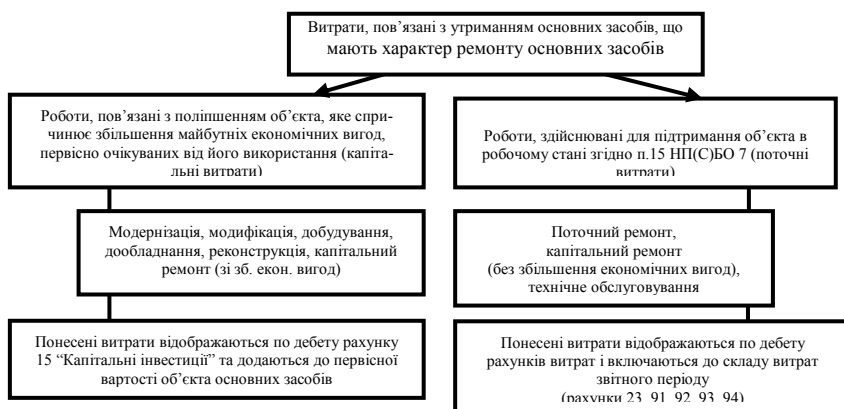 Витрати, пов’язані з утриманням основних засобів, що
мають характер ремонту основних засобів
Роботи, пов’язані з поліпшенням об’єкта, яке спри-
чинює збільшення майбутніх економічних вигод,
первісно очікуваних від його використання (капіта-
льні витрати)
Роботи, здійснювані для підтримання об’єкта в
робочому стані згідно п.15 НП(С)БО 7 (поточні
витрати)
Модернізація, модифікація, добудування,
дообладнання, реконструкція, капітальний
ремонт (зі зб. екон. вигод)
Поточний ремонт,
капітальний ремонт
(без збільшення економічних вигод),
технічне обслуговування
Понесені витрати відображаються по дебету рахунку
15 “Капітальні інвестиції” та додаються до первісної
вартості об’єкта основних засобів
Понесені витрати відображаються по дебету
рахунків витрат і включаються до складу витрат
звітного періоду
(рахунки 23, 91, 92, 93, 94)